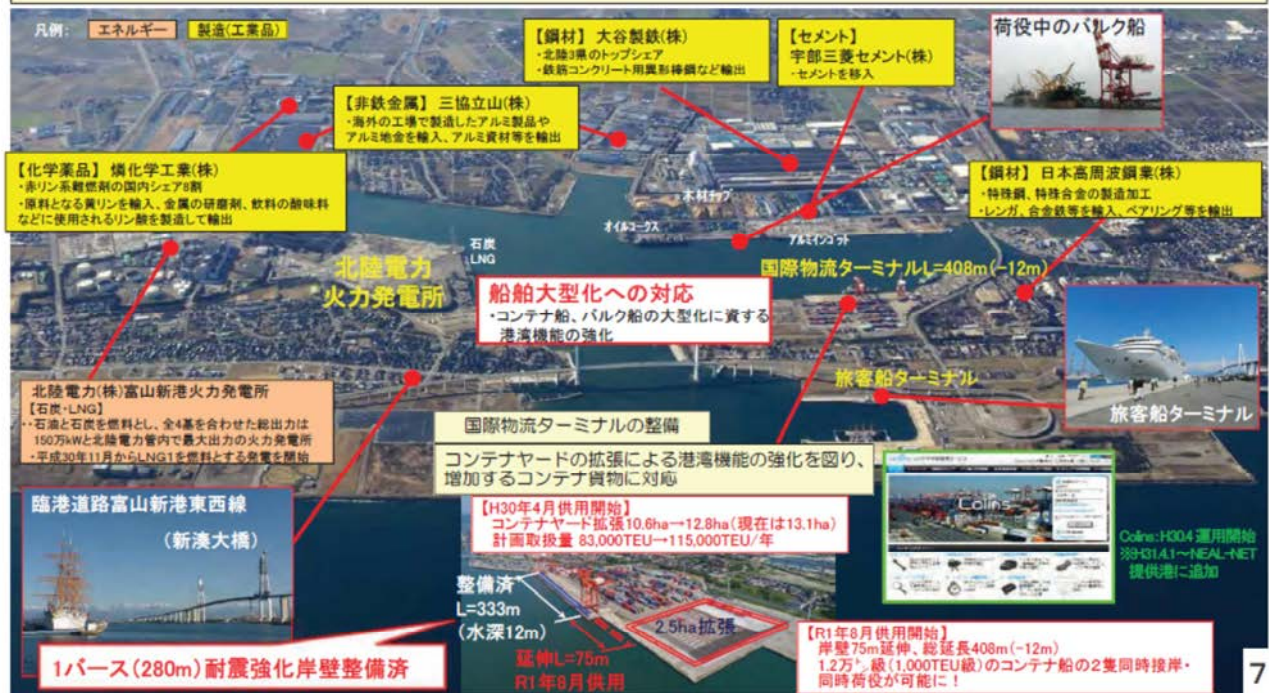 凡例: エネルギー 製造(工業品)
【鋼材】 大谷製鉄(株)
・北陸3県のトップシェア
・鉄筋コンクリート用異形棒鋼など輸出
【セメント】
宇部三菱セメント(株)
・セメントを移入
荷役中のバルク船
【非鉄金属】 三協立山(株)
・海外の工場で製造したアルミ製品や
アルミ地金を輸入、アルミ資材等を輸出
【化学薬品】 燐化学工業(株)
・赤リン系難燃剤の国内シェア8割
・原料となる黄リンを輸入、金属の研磨剤、飲料の酸味料
などに使用されるリン酸を製造して輸出
【鋼材】 日本高周波鋼業(株)
・特殊鋼、特殊合金の製造加工
・レンガ、合金鉄等を輸入、ベアリング等を輸出
木材チップ
オイルコークス
アルミインゴット
石炭
LNG
北陸電力
火力発電所
国際物流ターミナルL=408m(-12m)
船舶大型化への対応
・コンテナ船、バルク船の大型化に資する
港湾機能の強化
旅客船ターミナル
旅客船ターミナル
北陸電力(株)富山新港火力発電所
【石炭・LNG】
・石油と石炭を燃料とし、全4基を合わせた総出力は
150万kWと北陸電力管内で最大出力の火力発電所
・平成30年11月からLNG1を燃料とする発電を開始
国際物流ターミナルの整備
コンテナヤードの拡張による港湾機能の強化を図り、
増加するコンテナ貨物に対応
臨港道路富山新港東西線
(新湊大橋)
【H30年4月供用開始】
コンテナヤード拡張10.6ha→12.8ha(現在は13.1ha)
計画取扱量 83,000TEU→115,000TEU/年
Colins
Colins:H30.4 運用開始
※H31.4.1~NEAL-NET
提供港に追加
整備済
L=333m
(水深12m)
2.5ha拡張
延伸L=75m
R1年8月供用
1バース(280m)耐震強化岸壁整備済
【R1年8月供用開始】
岸壁75m延伸、総延長408m(-12m)
1.2万㌧級(1,000TEU級)のコンテナ船の2隻同時接岸・
同時荷役が可能に!
7